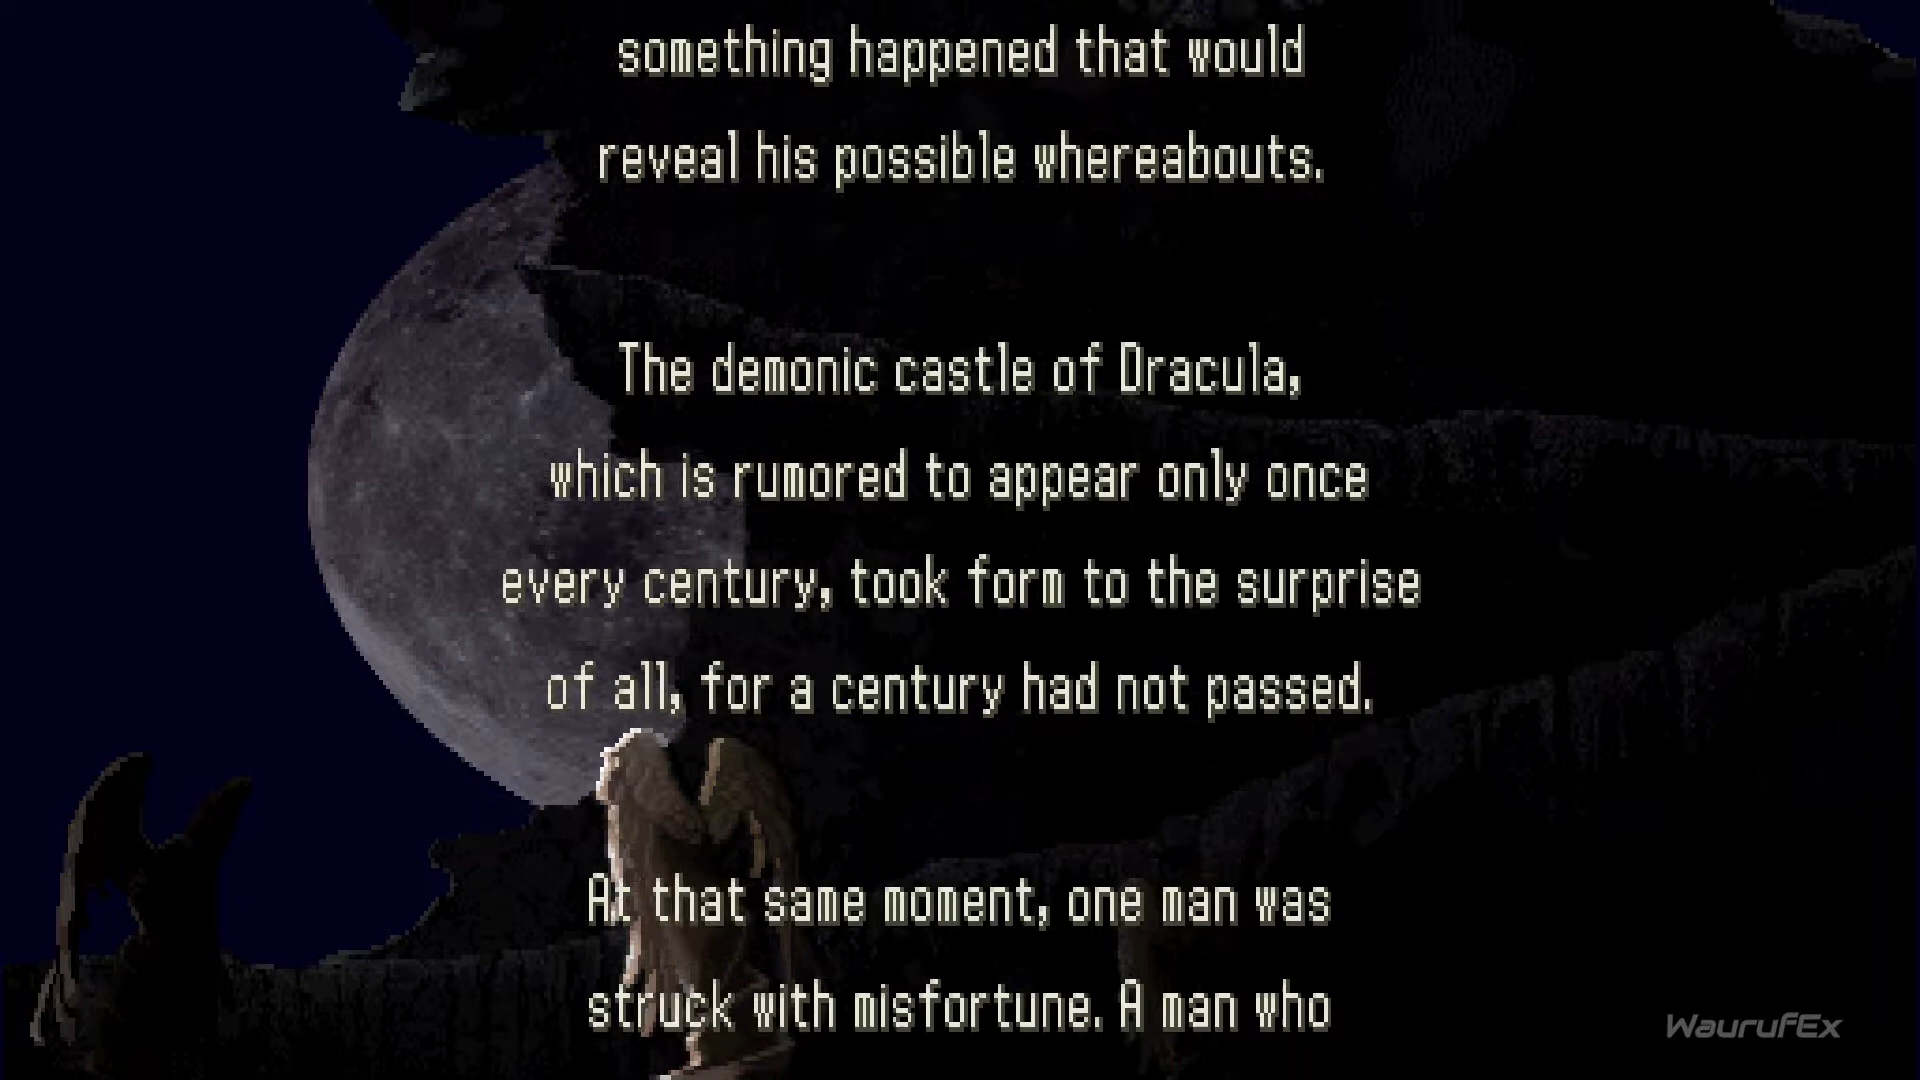 something happened that would
reveal his possible whereabouts.
The demonic castle of Dracula,
which is rumored to appear only once
every century, took form to the surprise
of all, for a century had not passed.
At that same moment, one man was
struck with misfortune. A man who
WaurufEx